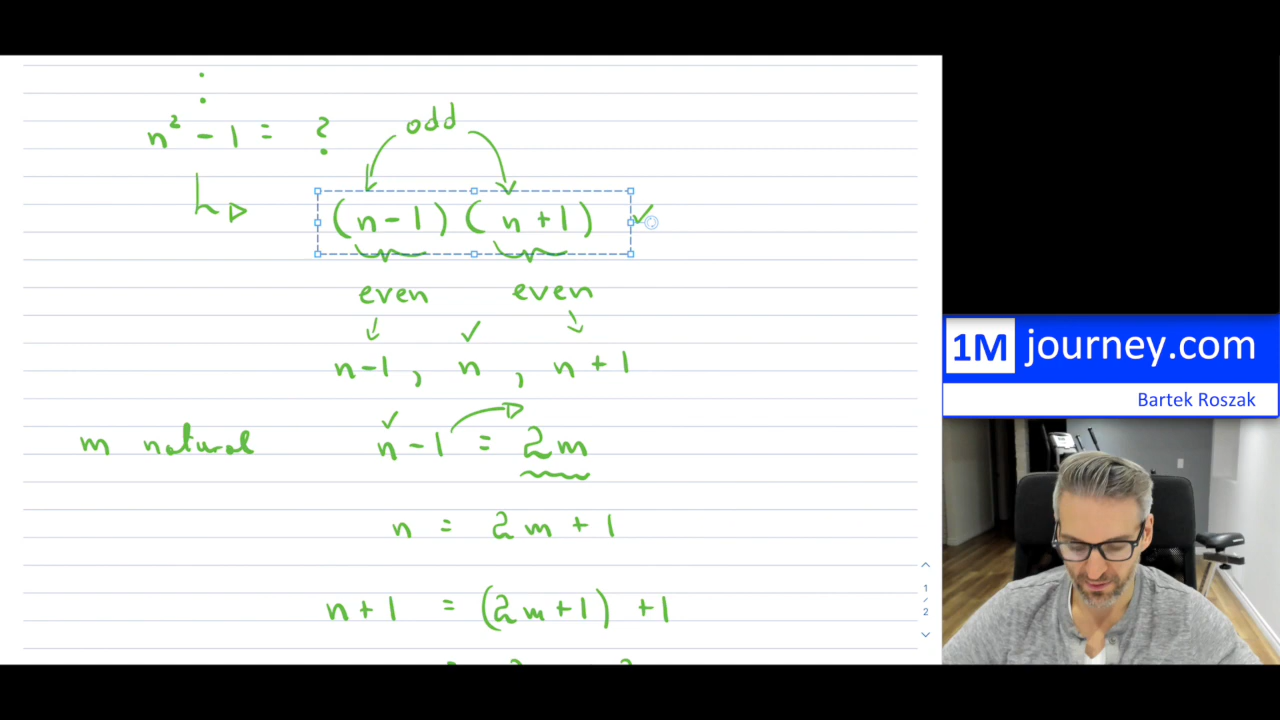 n² - 1 = ?
odd
(n - 1) (n + 1) ✓
even even
✓
n-1 , n , n + 1
✓
m natural n - 1 = 2m
n = 2m + 1
n + 1 = (2m + 1) + 1
1
2
1M journey.com
Bartek Roszak